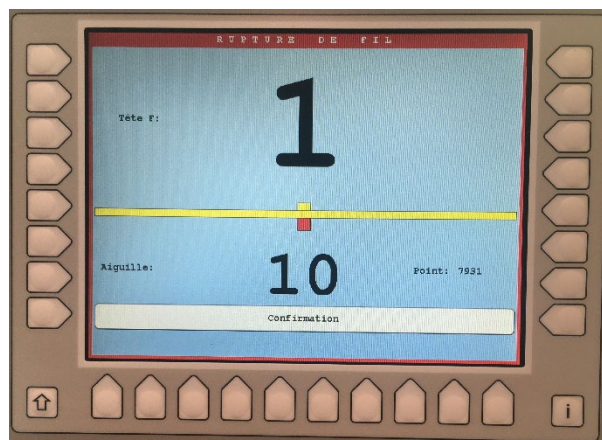 RUPTURE DE FIL
Tête F:
1
Aiguille:
10
Point: 7931
Confirmation
i